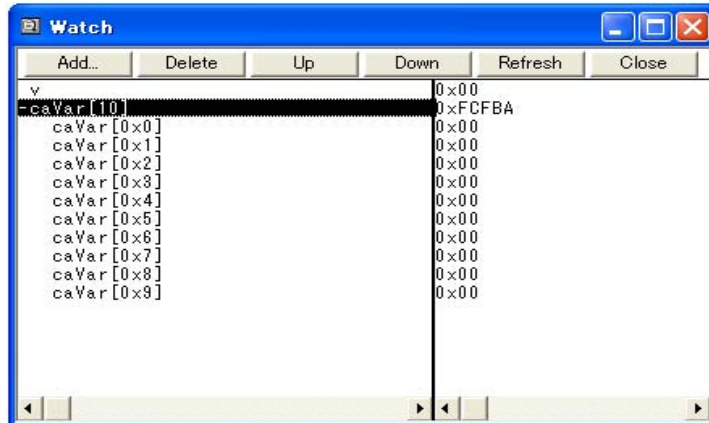 Watch
Add... Delete Up Down Refresh Close
v 0x00
-caVar[10] 0xFCFBA
caVar[0x0] 0x00
caVar[0x1] 0x00
caVar[0x2] 0x00
caVar[0x3] 0x00
caVar[0x4] 0x00
caVar[0x5] 0x00
caVar[0x6] 0x00
caVar[0x7] 0x00
caVar[0x8] 0x00
caVar[0x9] 0x00